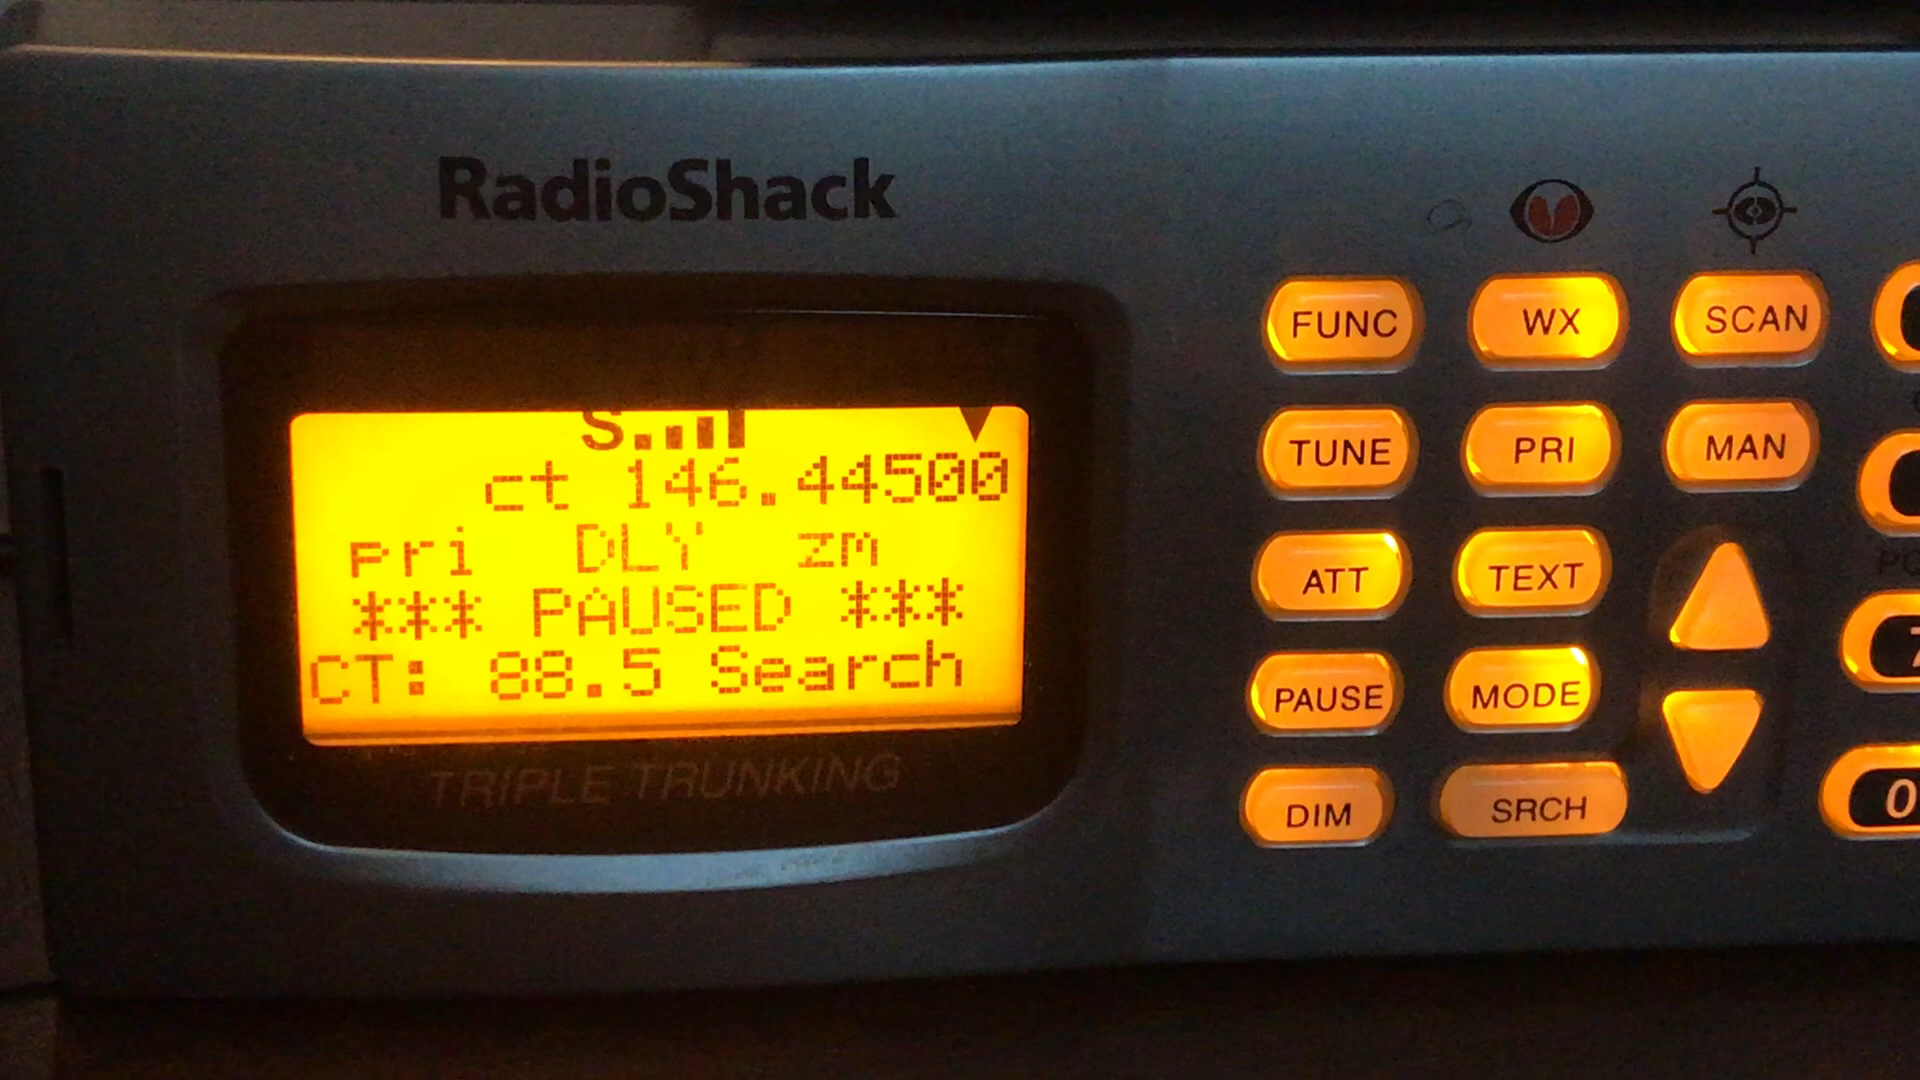 RadioShack
S
ct 146.44500
pri DLY zm
*** PAUSED ***
CT: 88.5 Search
TRIPLE TRUNKING
FUNC WX SCAN
TUNE PRI MAN
ATT TEXT
PAUSE MODE
DIM SRCH
0